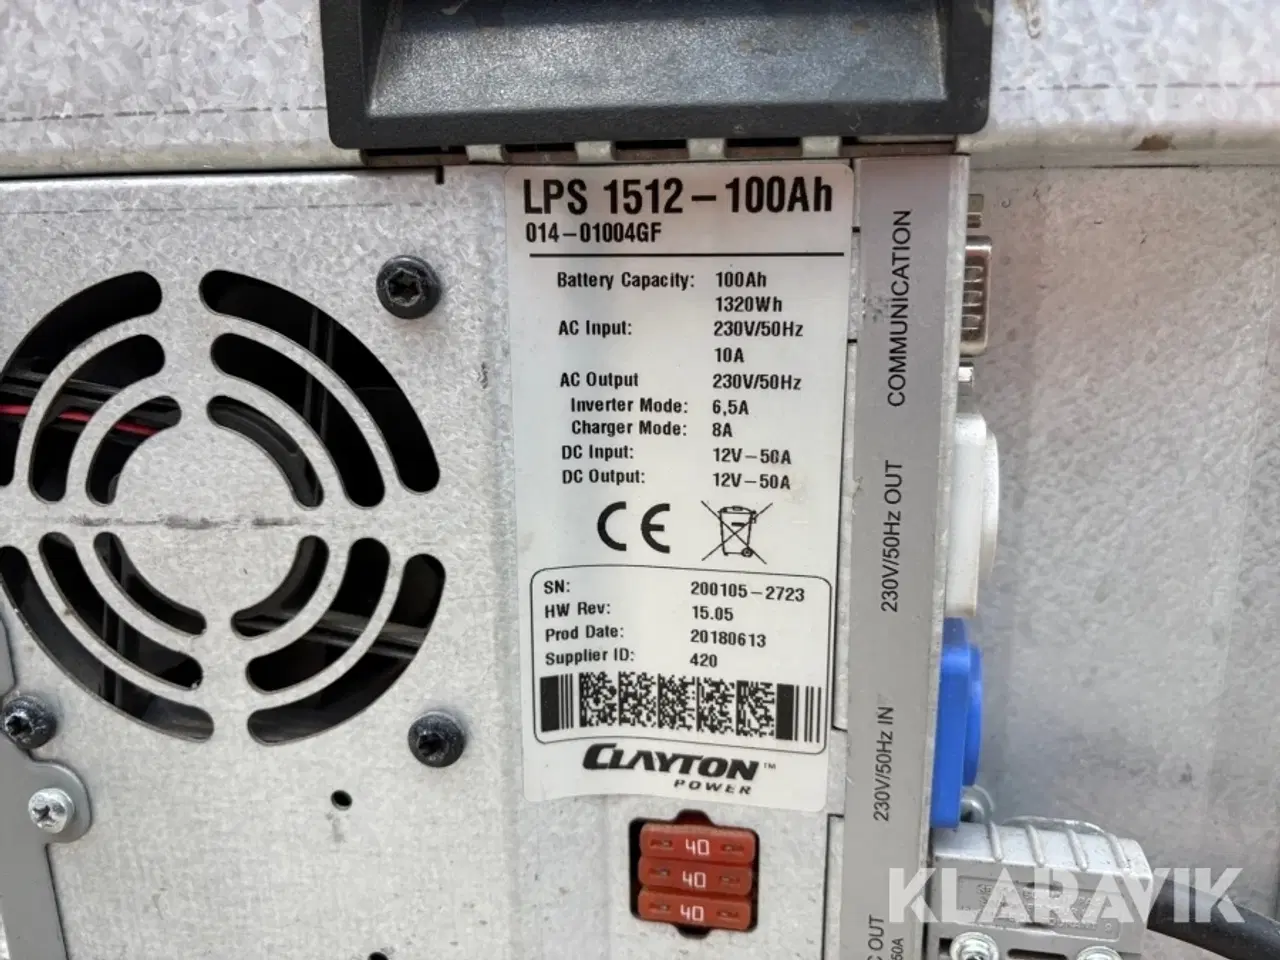 LPS 1512-100Ah
014-01004GF
Battery Capacity: 100Ah
1320Wh
AC Input: 230V/50Hz
10A
AC Output 230V/50Hz
Inverter Mode: 6,5A
Charger Mode: 8A
DC Input: 12V-50A
DC Output: 12V-50A
CE
SN: 200105-2723
HW Rev: 15.05
Prod Date: 20180613
Supplier ID: 420
CLAYTON™
POWER
COMMUNICATION
230V/50Hz OUT
230V/50Hz IN
OUT
40
40
40
KLARAVIK